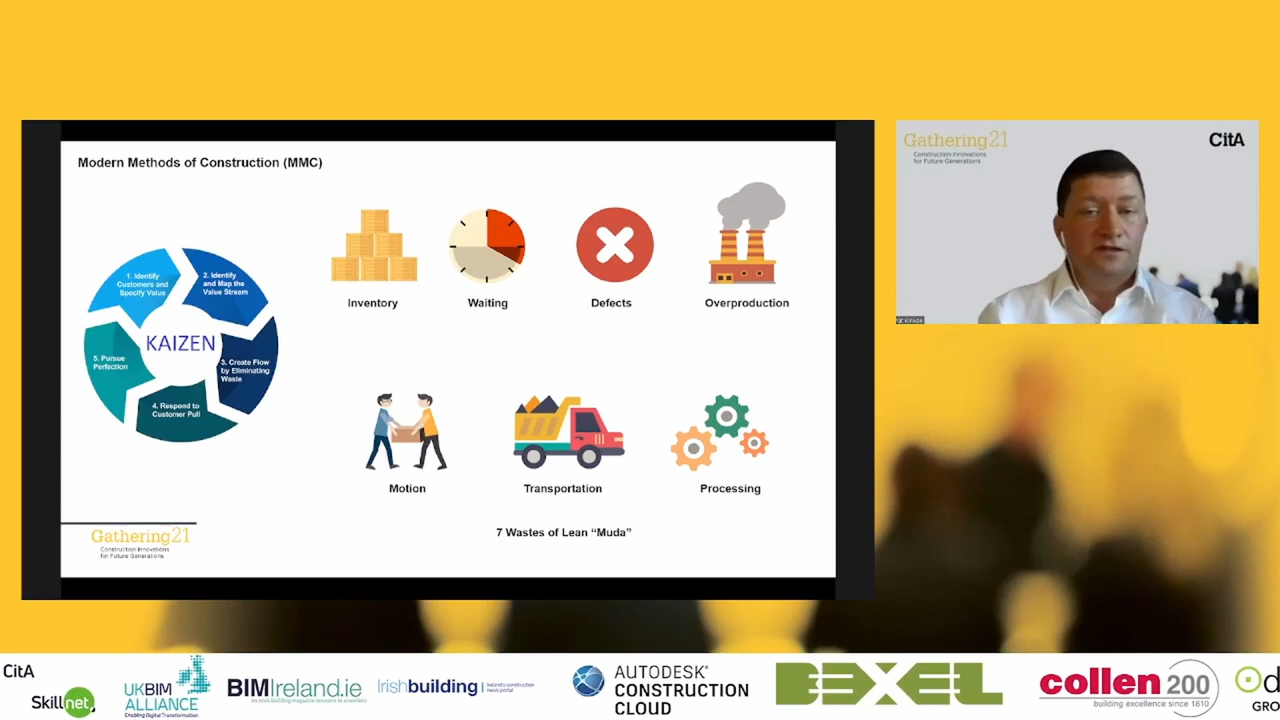 Modern Methods of Construction (MMC)
1. Identify
Customers and
Specify Value
2. Identify
and Map the
Value Stream
KAIZEN
3. Create Flow
by Eliminating
Waste
4. Respond to
Customer Pull
5. Pursue
Perfection
Inventory
Waiting
Defects
Overproduction
Motion
Transportation
Processing
7 Wastes of Lean “Muda”
Gathering21
Construction Innovations
for Future Generations
Gathering21
Construction Innovations
for Future Generations
CitA
CitA
Skillnet
UKBIM
ALLIANCE
Enabling Digital Transformation
BIMIreland.ie
Irishbuilding
Ireland's construction
news portal
AUTODESK®
CONSTRUCTION
CLOUD
BEXEL
collen 200
building excellence since 1810